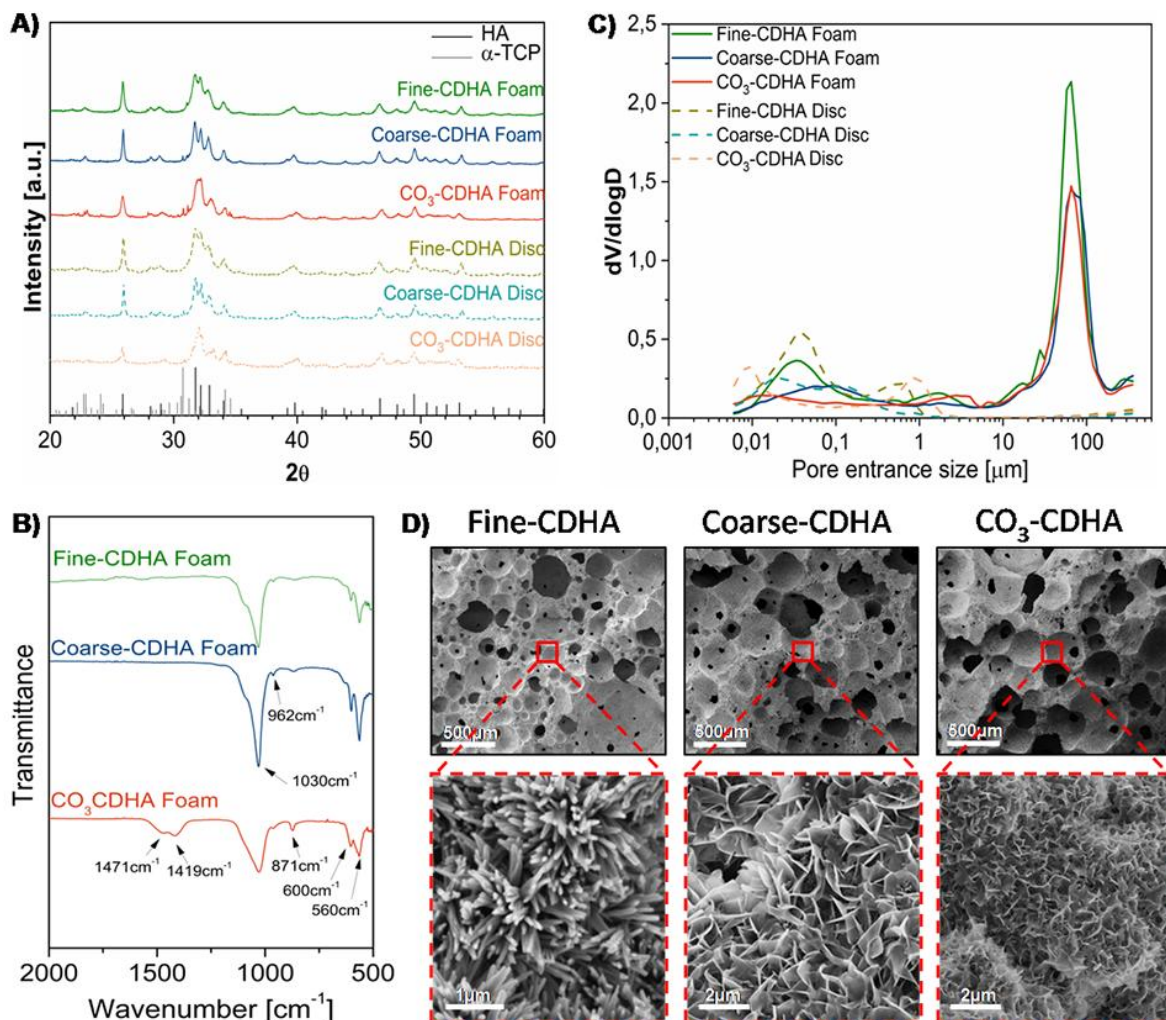 A)
HA
α-TCP
Fine-CDHA Foam
Coarse-CDHA Foam
CO₃-CDHA Foam
Fine-CDHA Disc
Coarse-CDHA Disc
CO₃-CDHA Disc
Intensity [a.u.]
20 30 40 50 60
2θ
C)
Fine-CDHA Foam
Coarse-CDHA Foam
CO₃-CDHA Foam
Fine-CDHA Disc
Coarse-CDHA Disc
CO₃-CDHA Disc
2,5
2,0
1,5
1,0
0,5
0,0
dV/dlogD
0,001 0,01 0,1 1 10 100
Pore entrance size [μm]
B)
Fine-CDHA Foam
Coarse-CDHA Foam
962cm⁻¹
1030cm⁻¹
CO₃CDHA Foam
1471cm⁻¹
1419cm⁻¹
871cm⁻¹
600cm⁻¹
560cm⁻¹
Transmittance
2000 1500 1000 500
Wavenumber [cm⁻¹]
D)
Fine-CDHA Coarse-CDHA CO₃-CDHA
500μm 500μm 500μm
1μm 2μm 2μm